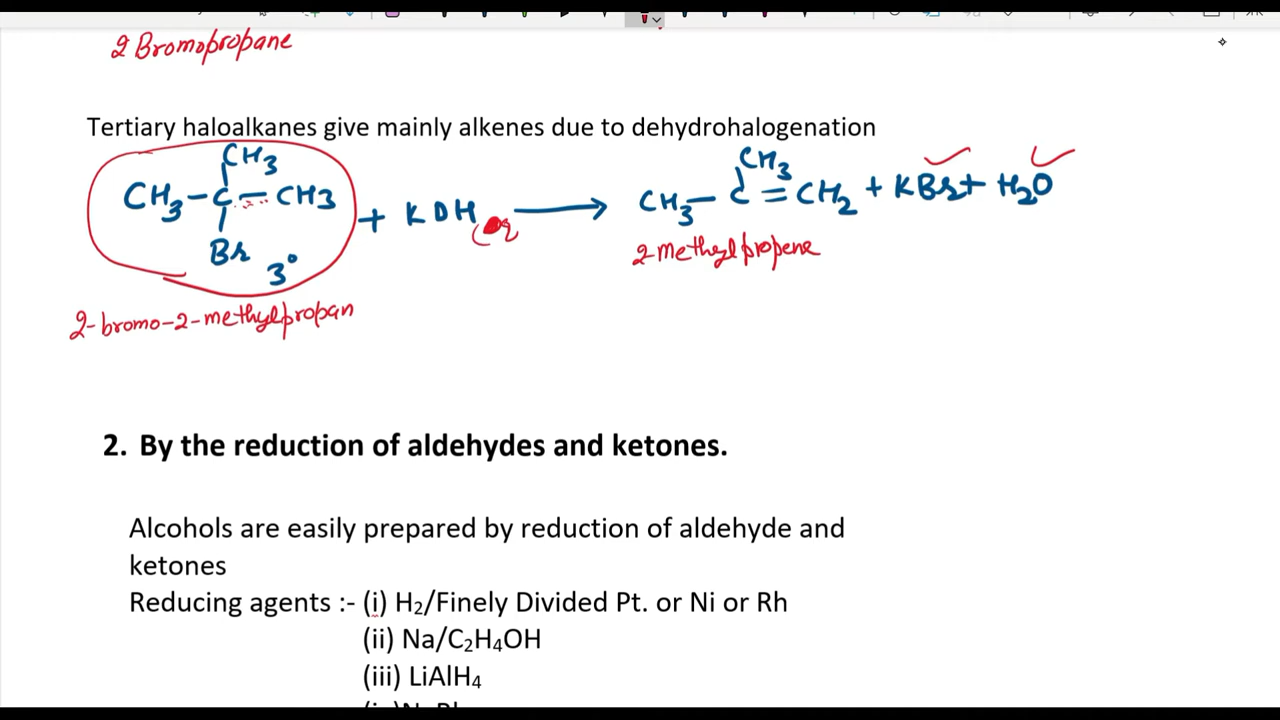 2 Bromopropane
Tertiary haloalkanes give mainly alkenes due to dehydrohalogenation
CH3 CH3
CH3-C-CH3 + KOH (aq → CH3-C=CH2 + KBr + H2O
Br 3°
2-methylpropene
2-bromo-2-methylpropan
2. By the reduction of aldehydes and ketones.
Alcohols are easily prepared by reduction of aldehyde and
ketones
Reducing agents :- (i) H₂/Finely Divided Pt. or Ni or Rh
(ii) Na/C₂H₄OH
(iii) LiAlH₄